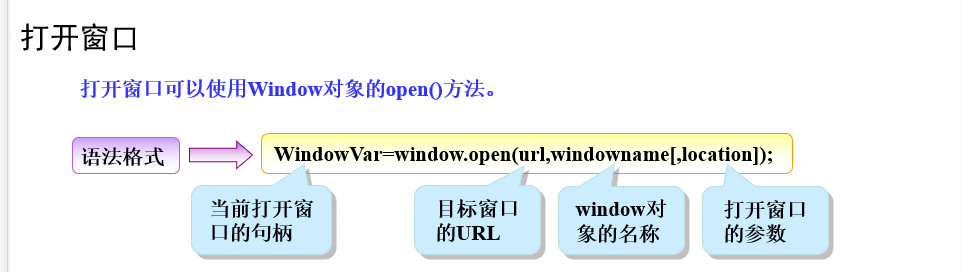 打开窗口
打开窗口可以使用Window对象的open()方法。
语法格式
WindowVar=window.open(url,windowname[,location]);
当前打开窗
口的句柄
目标窗口
的URL
window对
象的名称
打开窗口
的参数